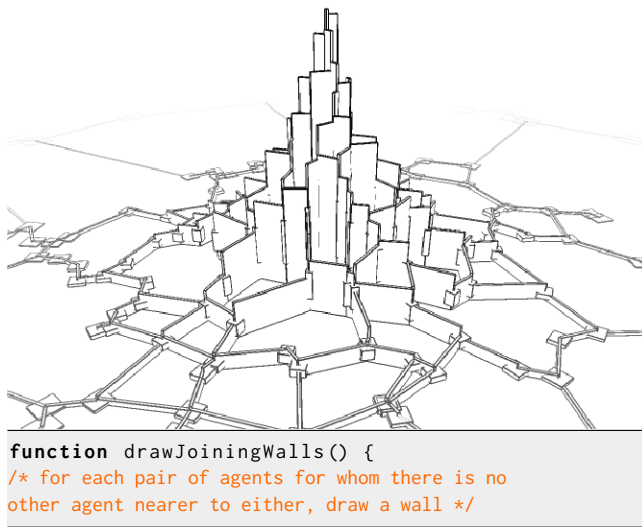 function drawJoiningWalls() {
/* for each pair of agents for whom there is no
other agent nearer to either, draw a wall */